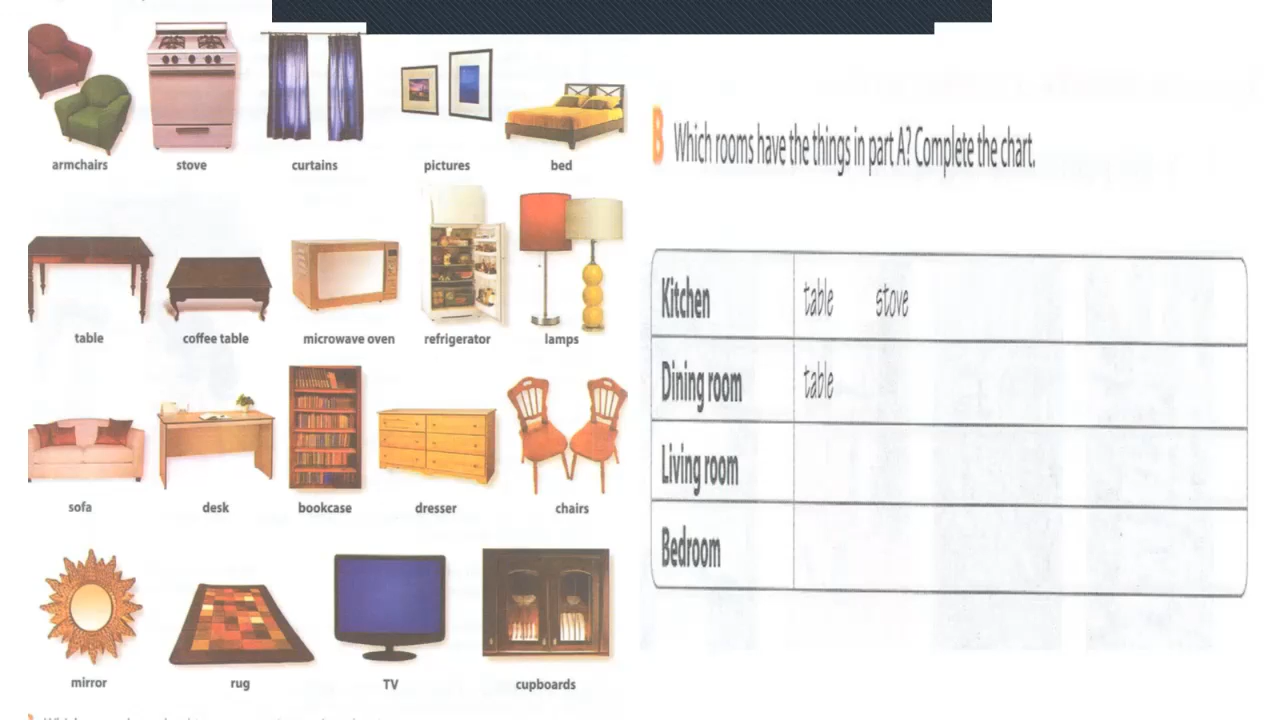 armchairs stove curtains pictures bed
table coffee table microwave oven refrigerator lamps
sofa desk bookcase dresser chairs
mirror rug TV cupboards
B Which rooms have the things in part A? Complete the chart.
Kitchen table stove
Dining room table
Living room
Bedroom